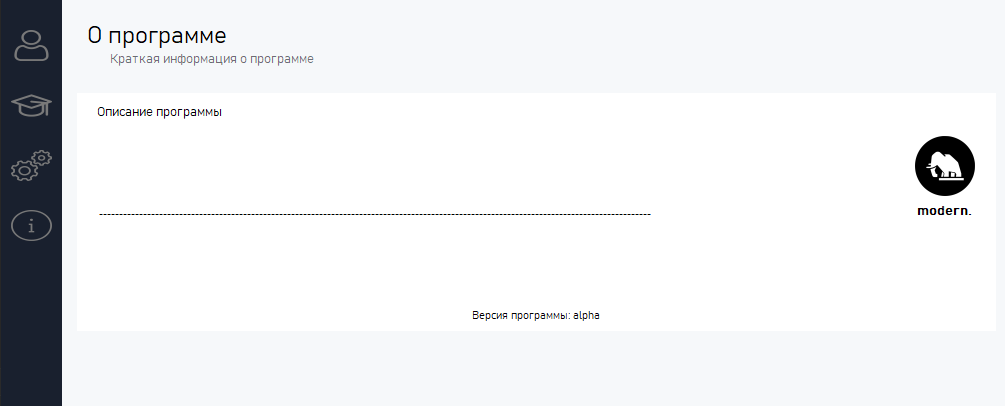 О программе
Краткая информация о программе
Описание программы
modern.
Версия программы: alpha